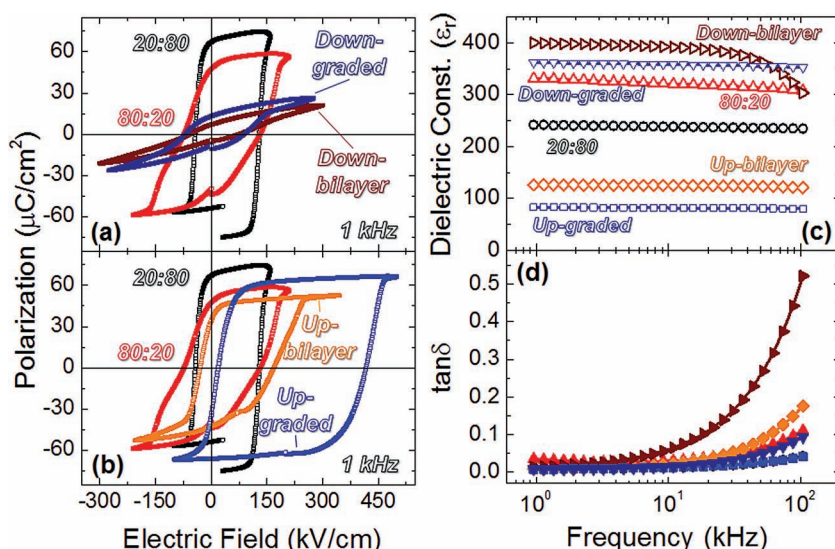 Polarization (μC/cm²)
60
30
0
-30
-60
20:80
Down-
graded
80:20
Down-
bilayer
(a)
1 kHz
60
30
0
-30
-60
20:80
80:20
Up-
bilayer
Up-
graded
(b)
1 kHz
-300 -150 0 150 300 450
Electric Field (kV/cm)
Dielectric Const. (εr)
400
300
200
100
0
Down-bilayer
Down-graded
80:20
20:80
Up-bilayer
Up-graded
(c)
tanδ
0.5
0.4
0.3
0.2
0.1
0.0
(d)
10⁰ 10¹ 10²
Frequency (kHz)